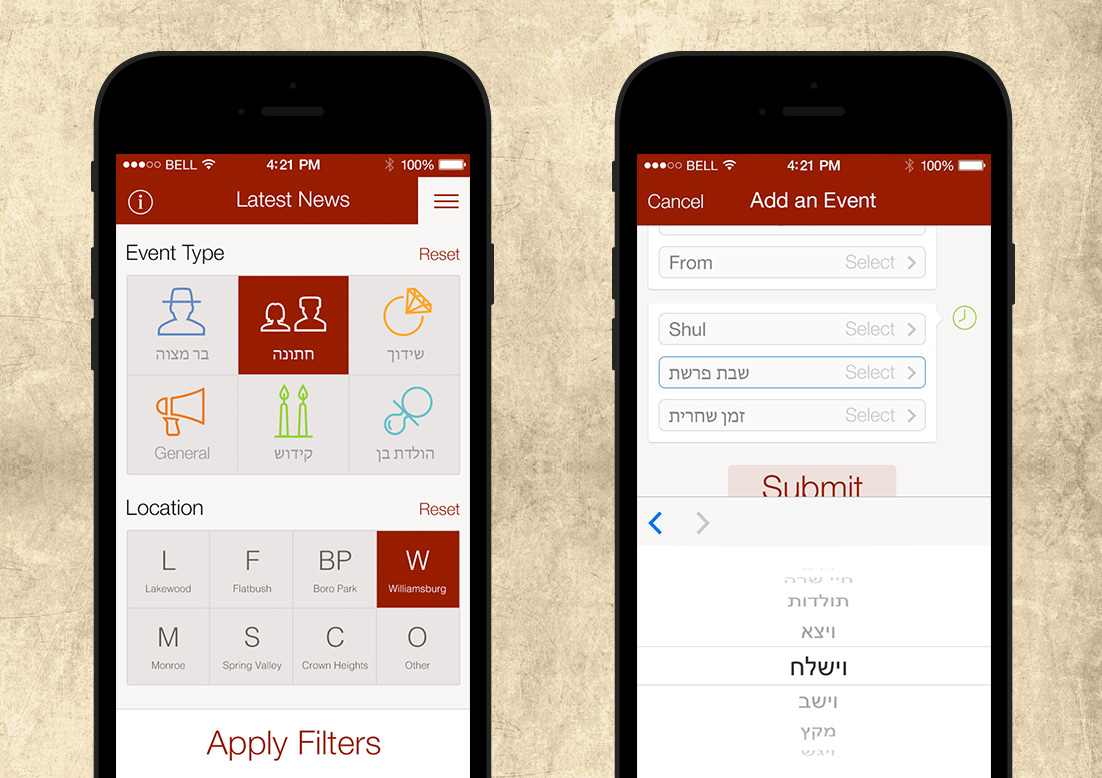 BELL 4:21 PM 100%
Latest News
Event Type Reset
בר מצוה חתונה שידוך
General קידוש הולדת בן
Location Reset
L F BP W
Lakewood Flatbush Boro Park Williamsburg
M S C O
Monroe Spring Valley Crown Heights Other
Apply Filters
BELL 4:21 PM 100%
Cancel Add an Event
From Select
Shul Select
שבת פרשת Select
זמן שחרית Select
Submit
חיי שרה
תולדות
ויצא
וישלח
וישב
מקץ
ויגש